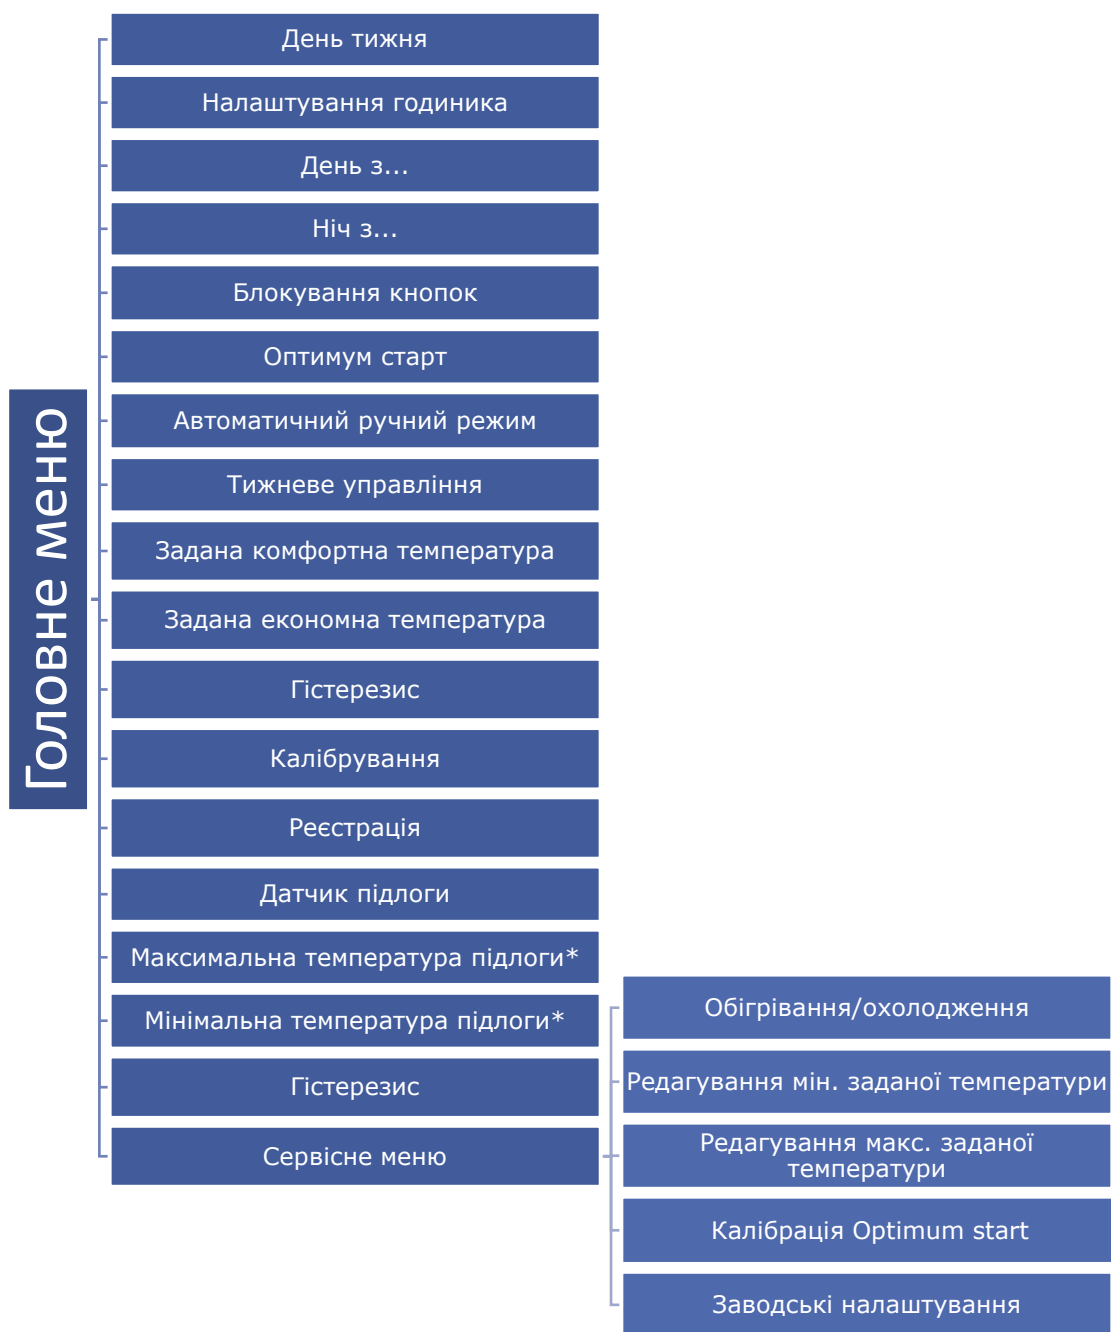 Головне меню
День тижня
Налаштування годиника
День з...
Ніч з...
Блокування кнопок
Оптимум старт
Автоматичний ручний режим
Тижневе управління
Задана комфортна температура
Задана економна температура
Гістерезис
Калібрування
Реєстрація
Датчик підлоги
Максимальна температура підлоги*
Мінімальна температура підлоги*
Гістерезис
Сервісне меню
Обігрівання/охолодження
Редагування мін. заданої температури
Редагування макс. заданої
температури
Калібрація Optimum start
Заводські налаштування